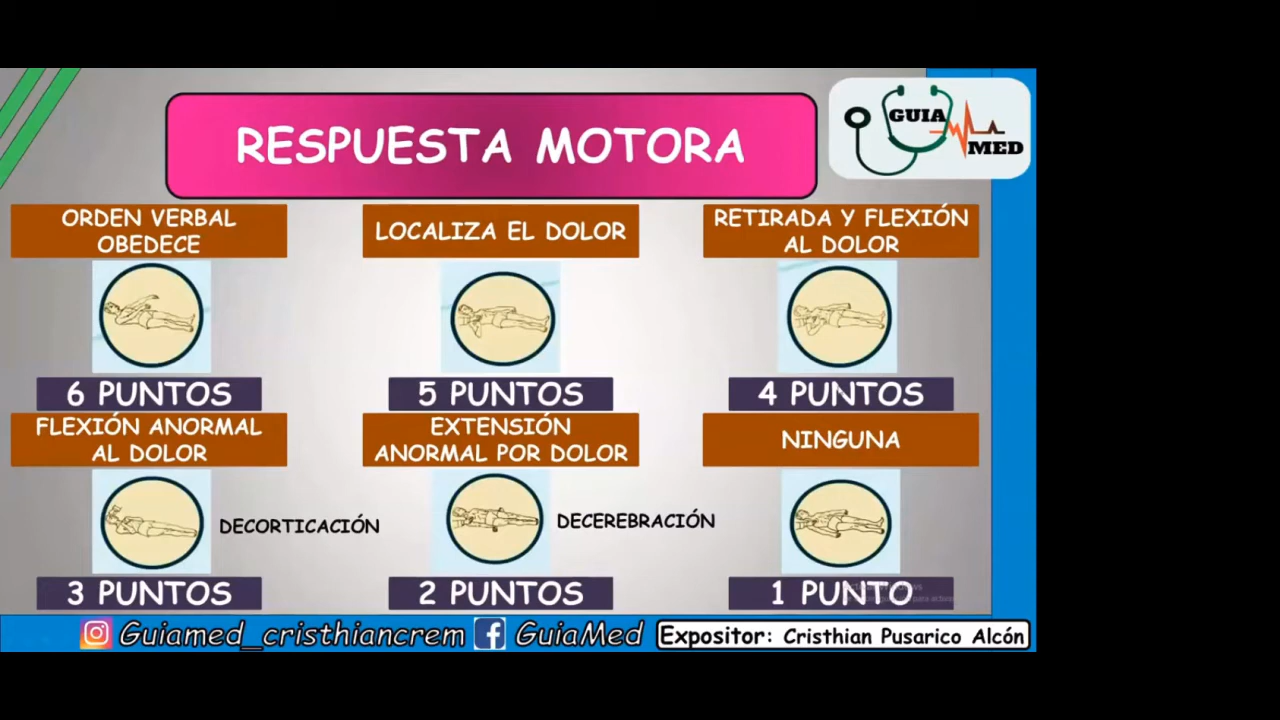 RESPUESTA MOTORA
GUIA
MED
ORDEN VERBAL
OBEDECE
LOCALIZA EL DOLOR
RETIRADA Y FLEXIÓN
AL DOLOR
6 PUNTOS
5 PUNTOS
4 PUNTOS
FLEXIÓN ANORMAL
AL DOLOR
EXTENSIÓN
ANORMAL POR DOLOR
NINGUNA
DECORTICACIÓN
DECEREBRACIÓN
3 PUNTOS
2 PUNTOS
1 PUNTO
Guiamed_cristhiancrem
GuiaMed
Expositor: Cristhian Pusarico Alcón